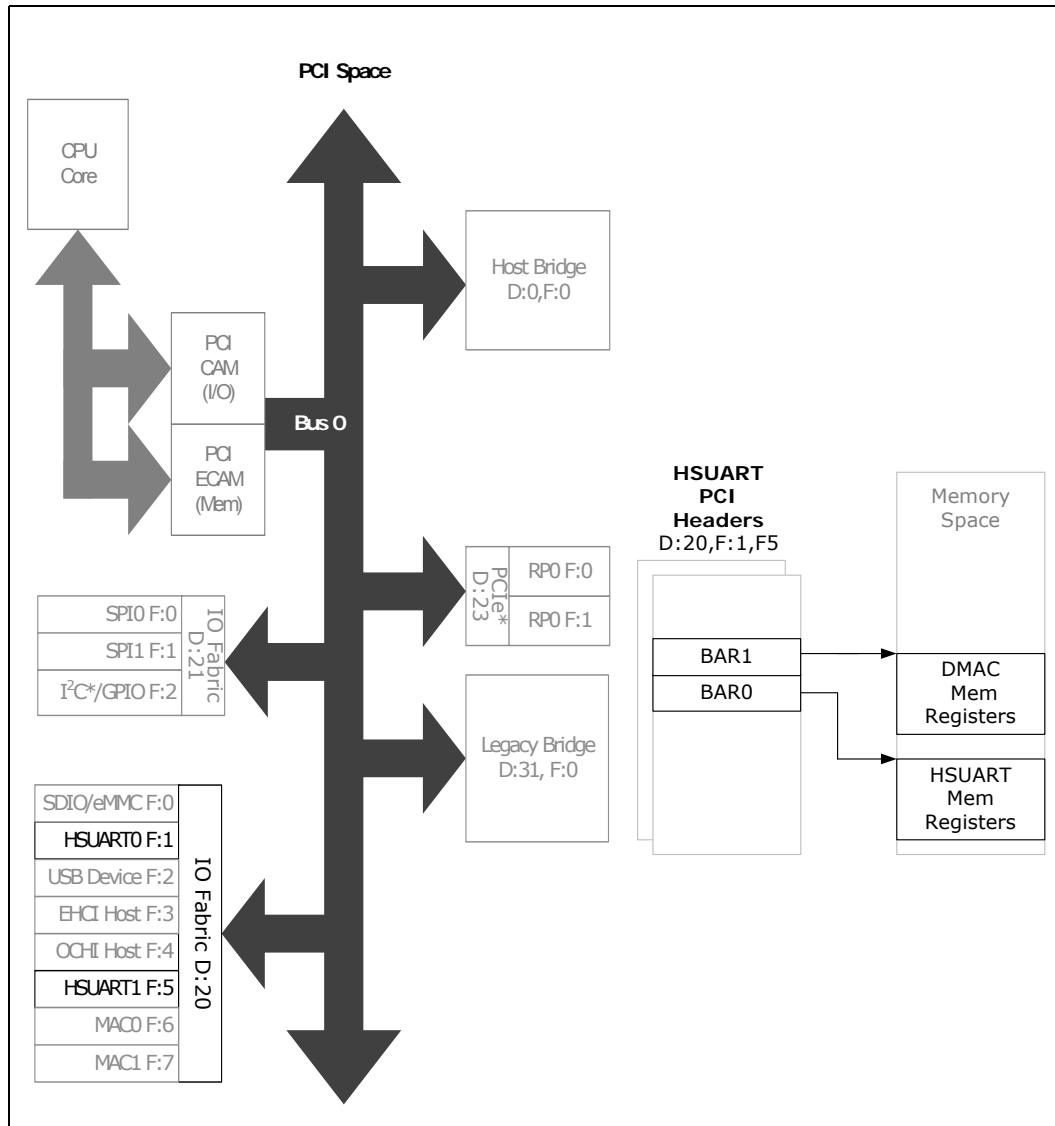 PCI Space
CPU
Core
Host Bridge
D:0,F:0
PCI
CAM
(I/O)
Bus 0
PCI
ECAM
(Mem)
HSUART
PCI
Headers
D:20,F:1,F5
Memory
Space
PCIe*
D:23
RP0 F:0
RP0 F:1
SPI0 F:0
SPI1 F:1
I²C*/GPIO F:2
IO Fabric
D:21
BAR1
BAR0
DMAC
Mem
Registers
HSUART
Mem
Registers
Legacy Bridge
D:31, F:0
SDIO/eMMC F:0
HSUART0 F:1
USB Device F:2
EHCI Host F:3
OCHI Host F:4
HSUART1 F:5
MAC0 F:6
MAC1 F:7
IO Fabric D:20